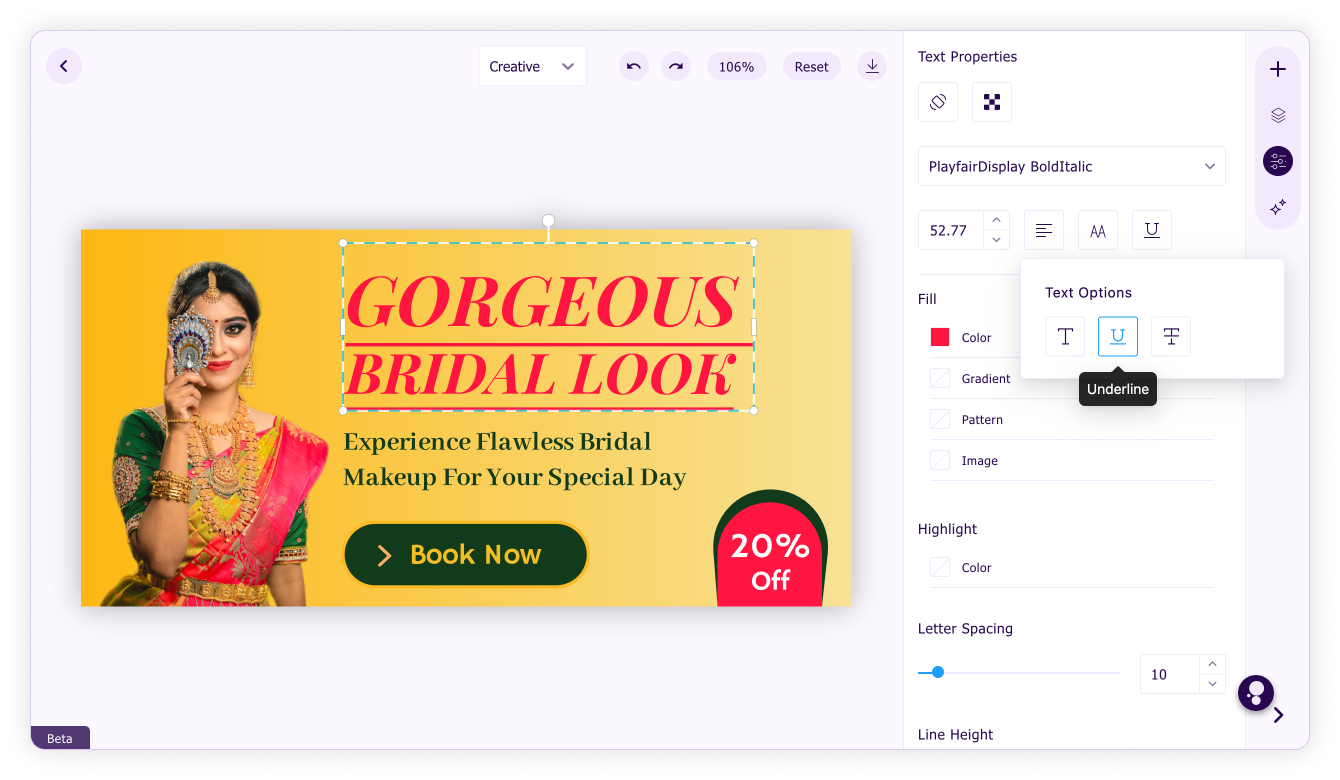 Creative
106%
Reset
Text Properties
PlayfairDisplay BoldItalic
52.77
AA
U
Text Options
T
U
T
Underline
Fill
Color
Gradient
Pattern
Image
Highlight
Color
Letter Spacing
10
Line Height
GORGEOUS
BRIDAL LOOK
Experience Flawless Bridal
Makeup For Your Special Day
Book Now
20%
Off
Beta